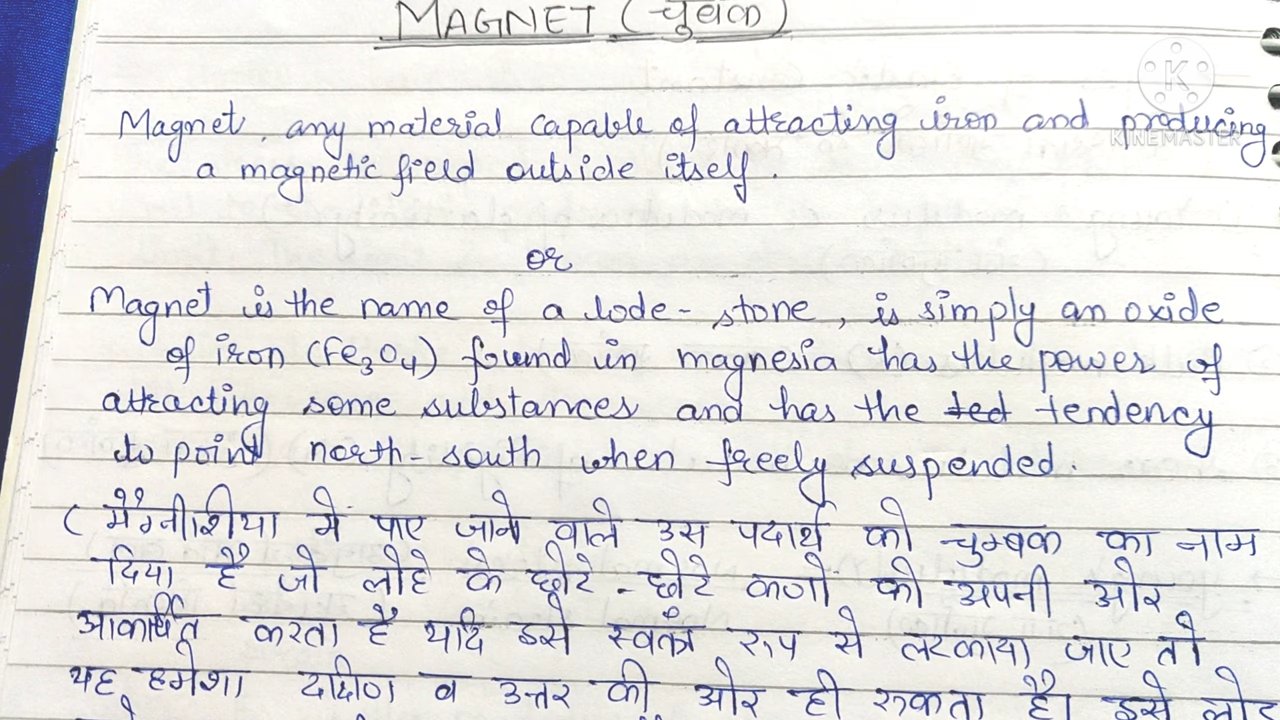 MAGNET (चुंबक)
K
KINEMASTER
Magnet, any material capable of attracting iron and producing
a magnetic field outside itself.
or
Magnet is the name of a lode-stone, is simply an oxide
of iron (Fe3O4) found in magnesia has the power of
attracting some substances and has the ted tendency
to point north-south when freely suspended.
( मैग्नीशिया में पाए जाने वाले उस पदार्थ को चुम्बक का नाम
दिया है जो लोहे के छोटे-छोटे कणो को अपनी ओर
आकर्षित करता है यदि इसे स्वतंत्र रूप से लटकाया जाए तो
यह हमेशा दक्षिण व उत्तर की ओर ही रुकता है। इसे लोड